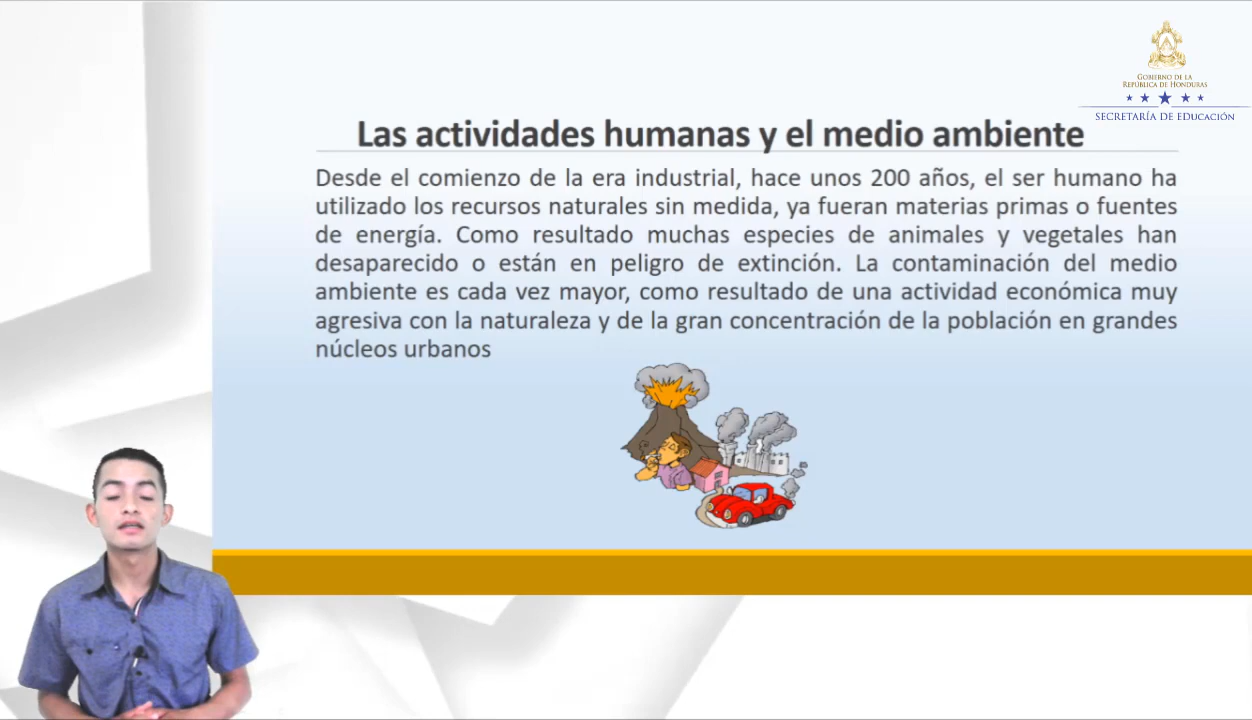 GOBIERNO DE LA
REPÚBLICA DE HONDURAS
SECRETARÍA DE EDUCACIÓN
Las actividades humanas y el medio ambiente
Desde el comienzo de la era industrial, hace unos 200 años, el ser humano ha
utilizado los recursos naturales sin medida, ya fueran materias primas o fuentes
de energía. Como resultado muchas especies de animales y vegetales han
desaparecido o están en peligro de extinción. La contaminación del medio
ambiente es cada vez mayor, como resultado de una actividad económica muy
agresiva con la naturaleza y de la gran concentración de la población en grandes
núcleos urbanos